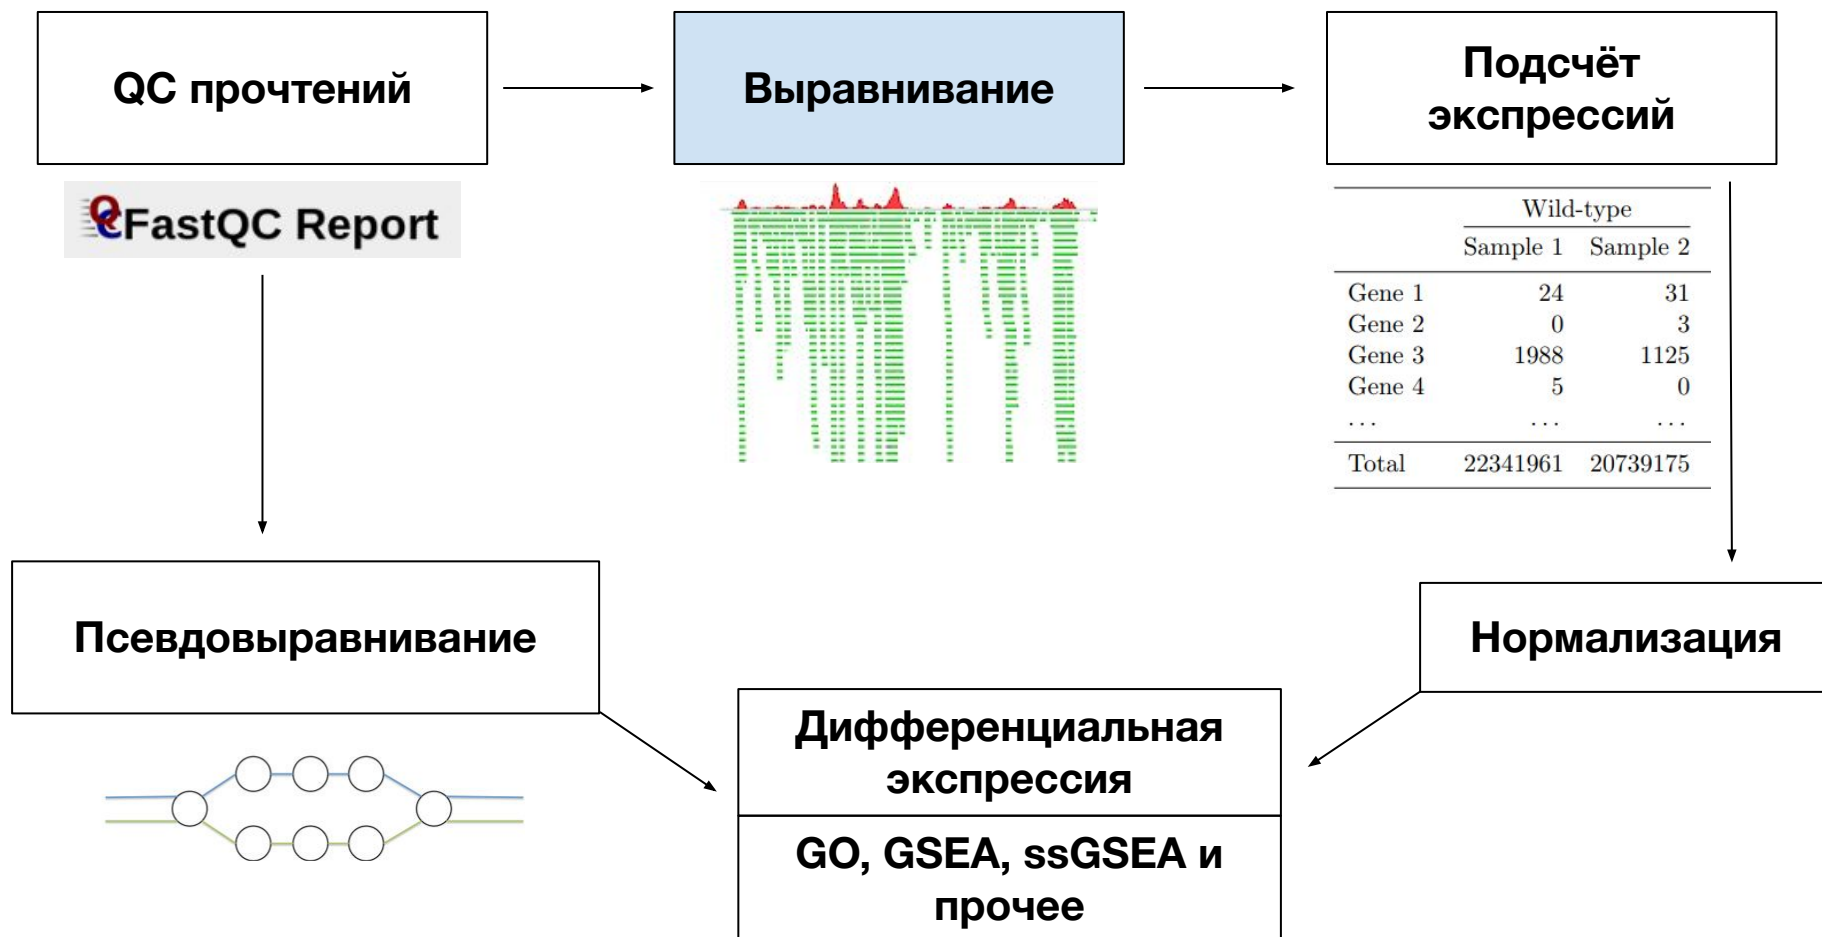 QC прочтений
Выравнивание
Подсчёт
экспрессий
QCFastQC Report
Wild-type
Sample 1 Sample 2
Gene 1 24 31
Gene 2 0 3
Gene 3 1988 1125
Gene 4 5 0
... ... ...
Total 22341961 20739175
Псевдовыравнивание
Нормализация
Дифференциальная
экспрессия
GO, GSEA, ssGSEA и
прочее